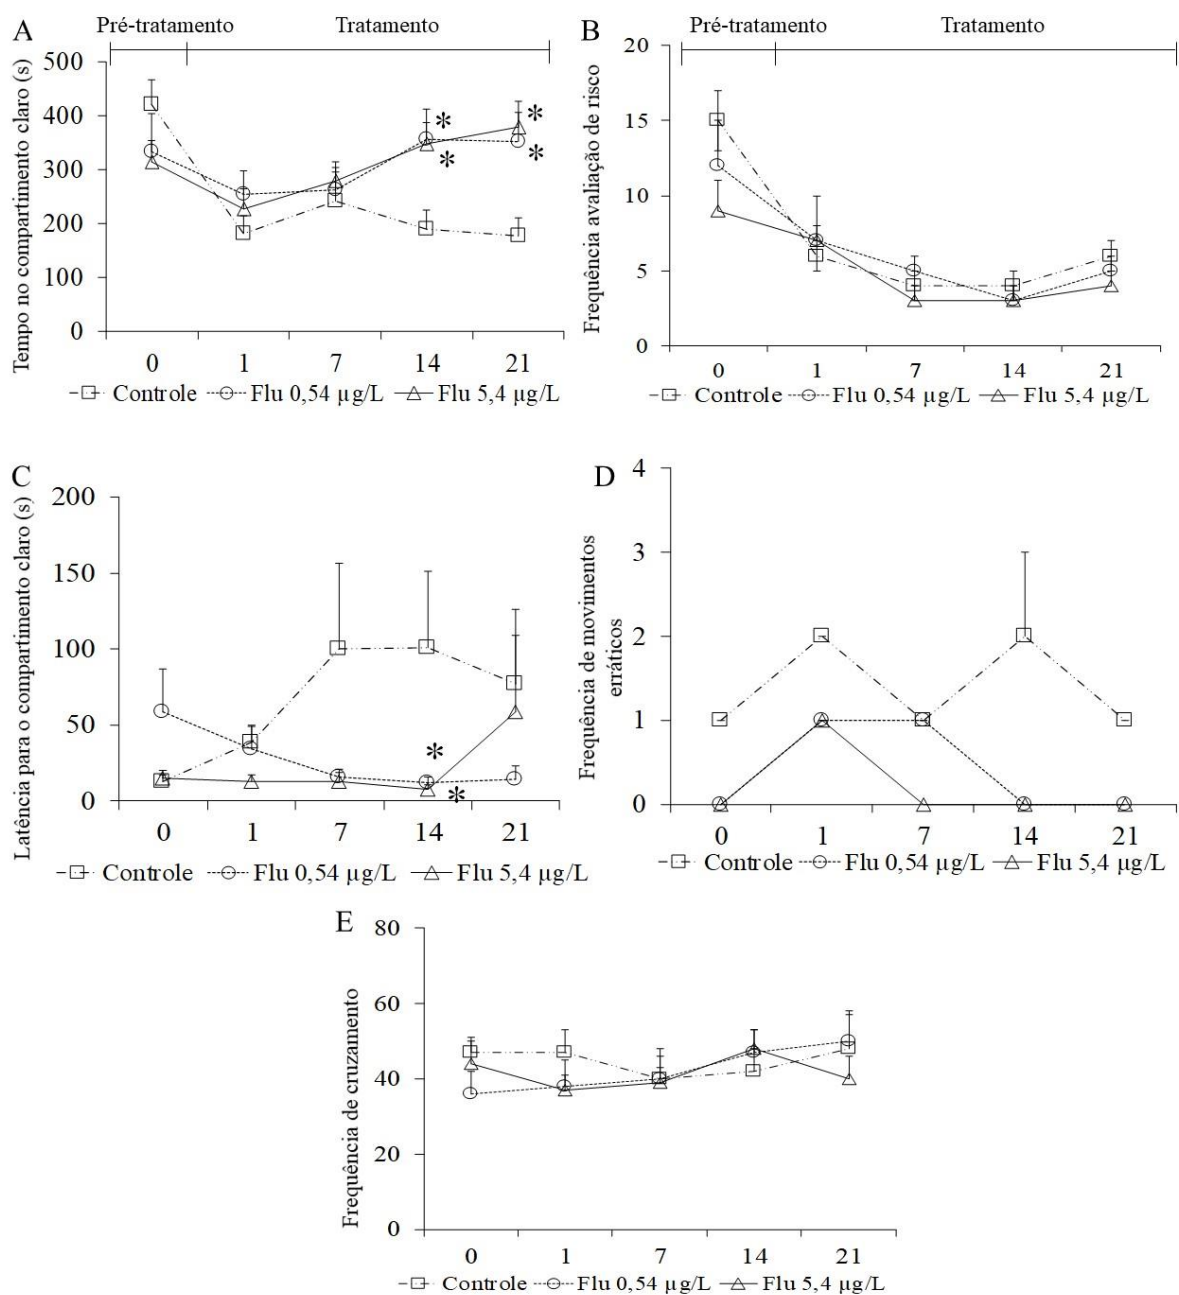 A
Pré-tratamento Tratamento
Tempo no compartimento claro (s)
500
400
300
200
100
0
* *
* *
0 1 7 14 21
Controle Flu 0,54 µg/L Flu 5,4 µg/L
B
Pré-tratamento Tratamento
Frequência avaliação de risco
20
15
10
5
0
0 1 7 14 21
Controle Flu 0,54 µg/L Flu 5,4 µg/L
C
Latência para o compartimento claro (s)
200
150
100
50
0
*
*
0 1 7 14 21
Controle Flu 0,54 µg/L Flu 5,4 µg/L
D
Frequência de movimentos
erráticos
4
3
2
1
0
0 1 7 14 21
Controle Flu 0,54 µg/L Flu 5,4 µg/L
E
Frequência de cruzamento
80
60
40
20
0
0 1 7 14 21
Controle Flu 0,54 µg/L Flu 5,4 µg/L